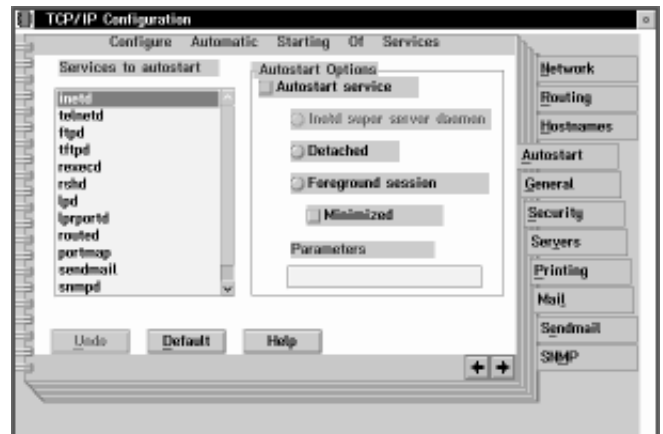 TCP/IP Configuration
Configure Automatic Starting Of Services
Services to autostart
inetd
telnetd
ftpd
tftpd
rexecd
rshd
lpd
lprportd
routed
portmap
sendmail
snmpd
Autostart Options
Autostart service
Inetd super server daemon
Detached
Foreground session
Minimized
Parameters
Undo
Default
Help
Network
Routing
Hostnames
Autostart
General
Security
Servers
Printing
Mail
Sendmail
SNMP